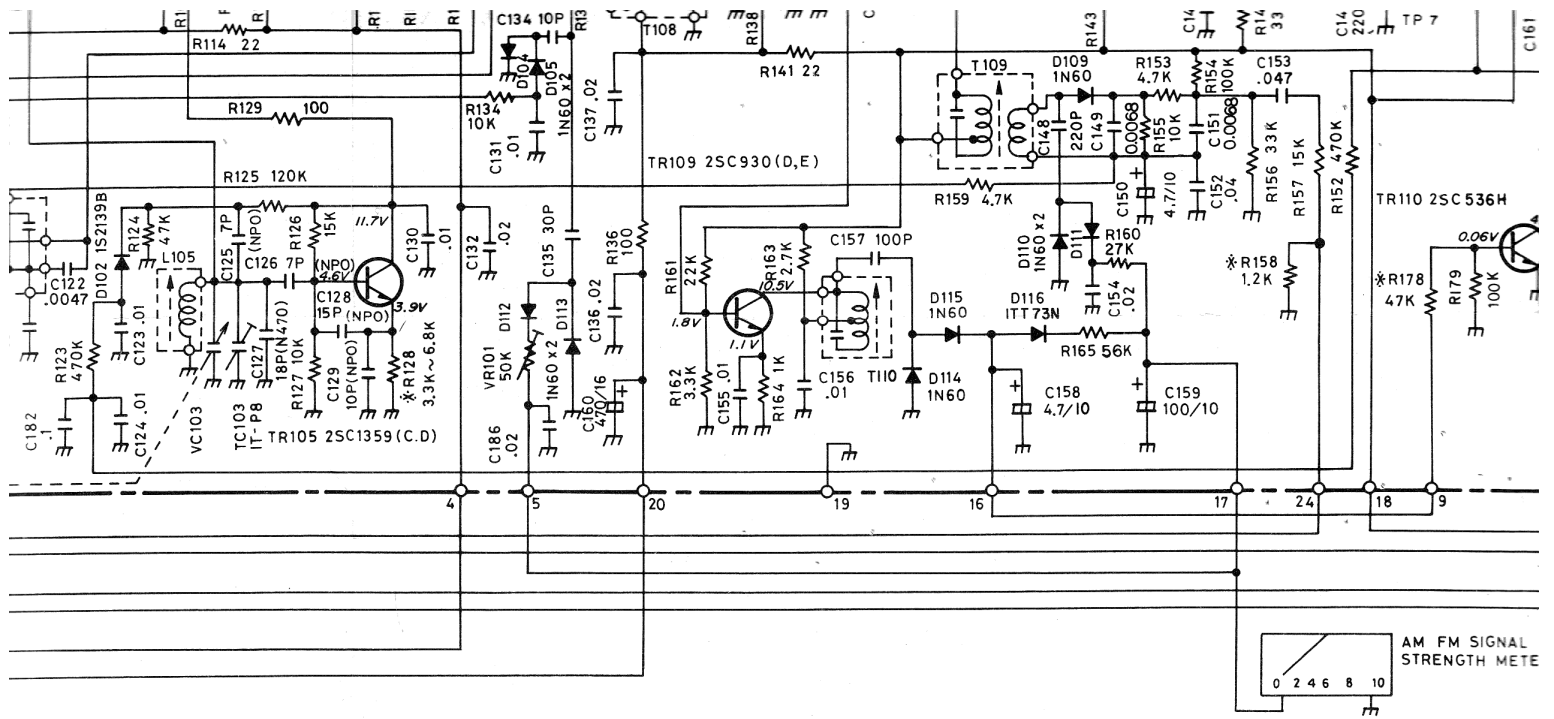 R114 22
C134 10P
T108
R138
R143
TP 7
C161
33
220
D104
D105
1N60 x2
R141 22
C137 .02
T109
D109
1N60
R153
4.7K
R154
100K
C153
.047
R129 100
R134
10K
C131
.01
C148
220P
C149
0.0068
R155
10K
C151
0.0068
TR109 2SC930(D,E)
R156 33K
R157 15K
R152 470K
R125 120K
R159 4.7K
C150
4.7/10
C152
.04
TR110 2SC536H
D102 1S2139B
R124
47K
C125 7P
(NPO)
R126
15K
11.7V
C130
.01
C132
.02
C135 30P
R136
100
C157 100P
D110
1N60 x2
D111
R160
27K
0.06V
L105
C126 7P
(NPO)
4.6V
R161
22K
R163
2.7K
※R158
1.2K
※R178
47K
R179
100K
C122
.0047
C128
15P (NPO)
3.9V
D112
D113
C136 .02
10.5V
C154
.02
D115
1N60
D116
ITT73N
1.8V
1.1V
R123
470K
C123 .01
C127
18P(N470)
R127 10K
C129
10P(NPO)
※R128
3.3K~6.8K
VR101
50K
1N60 x2
R165 56K
C182
.1
C124 .01
VC103
TC103
IT-P8
TR105 2SC1359(C.D)
C186
.02
C160
470/16
+
R162
3.3K
C155 .01
R164 1K
C156
.01
T110
D114
1N60
C158
4.7/10
C159
100/10
4
5
20
19
16
17
24
18
9
AM FM SIGNAL
STRENGTH METE
0 2 4 6 8 10